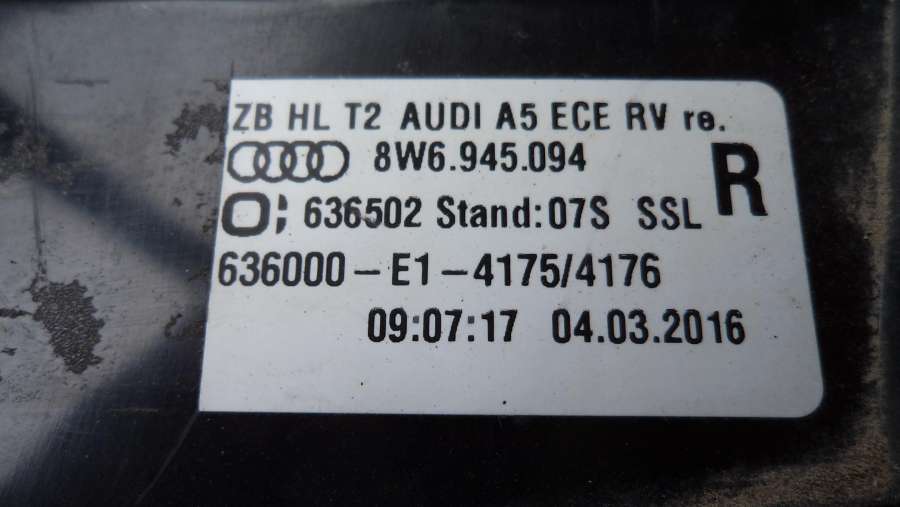 ZB HL T2 AUDI A5 ECE RV re.
8W6.945.094
R
636502 Stand:07S SSL
636000-E1-4175/4176
09:07:17 04.03.2016